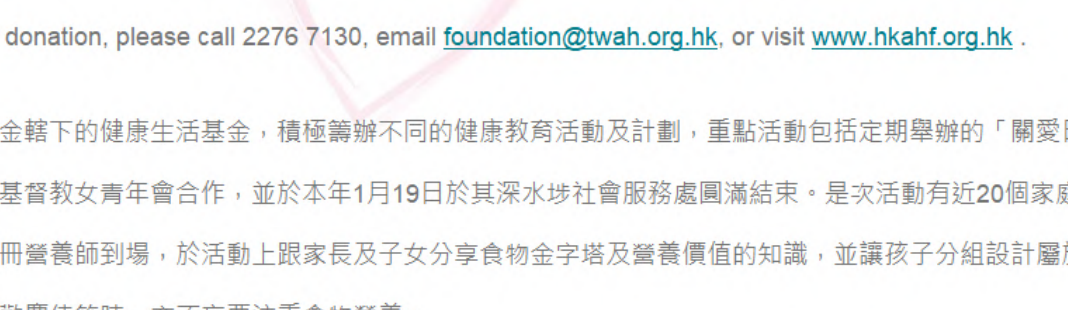 donation, please call 2276 7130, email foundation@twah.org.hk, or visit www.hkahf.org.hk .
金轄下的健康生活基金，積極籌辦不同的健康教育活動及計劃，重點活動包括定期舉辦的「關愛
基督教女青年會合作，並於本年1月19日於其深水埗社會服務處圓滿結束。是次活動有近20個家庭
冊營養師到場，於活動上跟家長及子女分享食物金字塔及營養價值的知識，並讓孩子分組設計屬